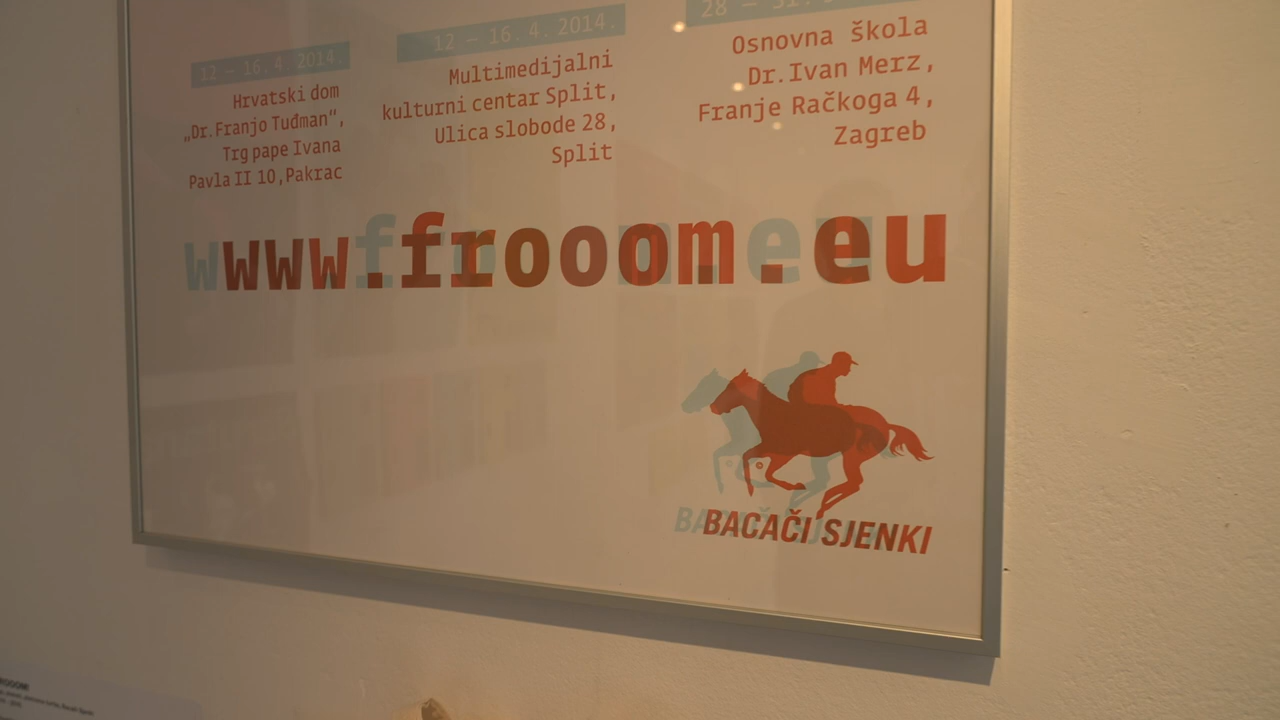 12 – 16. 4. 2014.
Hrvatski dom
„Dr. Franjo Tuđman”,
Trg pape Ivana
Pavla II 10, Pakrac
12 – 16. 4. 2014.
Multimedijalni
kulturni centar Split,
Ulica slobode 28,
Split
Osnovna škola
Dr. Ivan Merz,
Franje Račkoga 4,
Zagreb
www.frooom.eu
BACAČI SJENKI